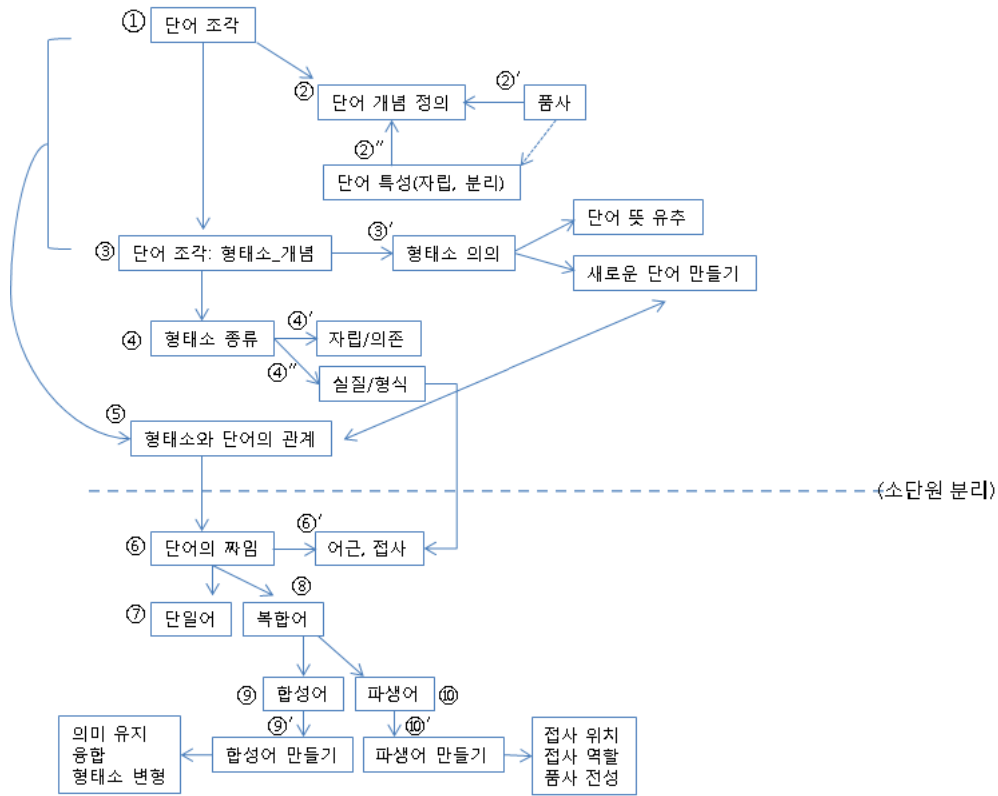 ① 단어 조각
② 단어 개념 정의
②′ 품사
②″
단어 특성(자립, 분리)
단어 뜻 유추
③ 단어 조각: 형태소_개념
③′ 형태소 의의
새로운 단어 만들기
④ 형태소 종류
④′ 자립/의존
④″ 실질/형식
⑤
형태소와 단어의 관계
(소단원 분리)
⑥ 단어의 짜임
⑥′ 어근, 접사
⑦ 단일어
⑧
복합어
⑨ 합성어
파생어 ⑩
⑨′
합성어 만들기
⑩′
파생어 만들기
의미 유지
융합
형태소 변형
접사 위치
접사 역할
품사 전성